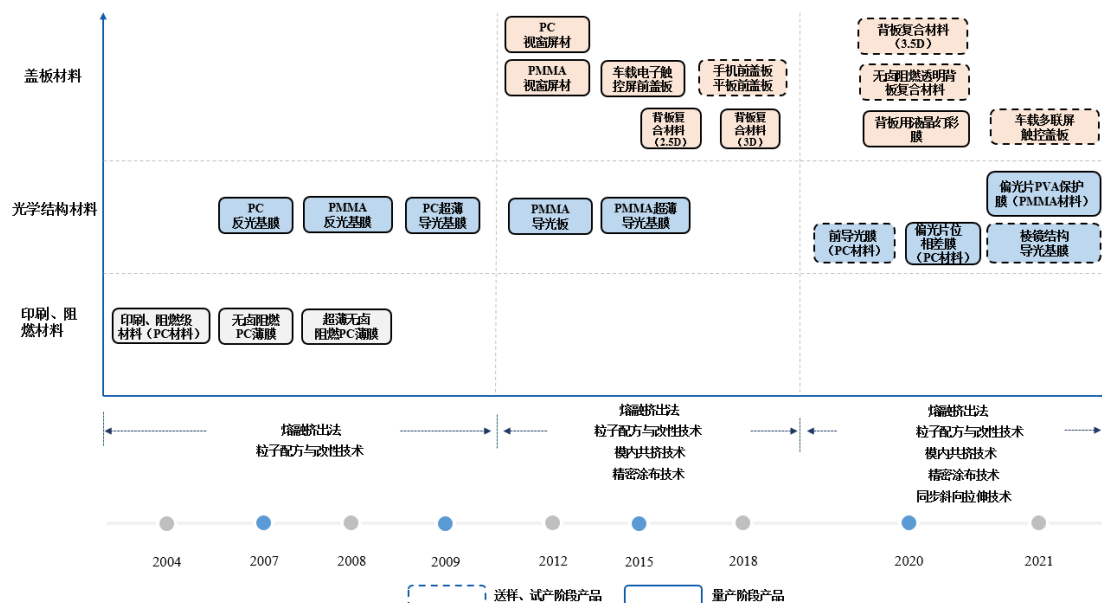 盖板材料
PC
视窗屏材
PMMA
视窗屏材
车载电子触
控屏前盖板
手机前盖板
平板前盖板
背板复
合材料
（2.5D）
背板复
合材料
（3D）
背板复合材料
（3.5D）
无卤阻燃透明背
板复合材料
背板用液晶幻彩
膜
车载多联屏
触控盖板
光学结构材料
PC
反光基膜
PMMA
反光基膜
PC超薄
导光基膜
PMMA
导光板
PMMA超薄
导光基膜
前导光膜
（PC材料）
偏光片位
相差膜
（PC材料）
偏光片PVA保护
膜（PMMA材料）
棱镜结构
导光基膜
印刷、阻
燃材料
印刷、阻燃级
材料（PC材料）
无卤阻燃
PC薄膜
超薄无卤
阻燃PC薄膜
熔融挤出法
粒子配方与改性技术
熔融挤出法
粒子配方与改性技术
模内共挤技术
精密涂布技术
熔融挤出法
粒子配方与改性技术
模内共挤技术
精密涂布技术
同步斜向拉伸技术
2004
2007
2008
2009
2012
2015
2018
2020
2021
送样、试产阶段产品
量产阶段产品